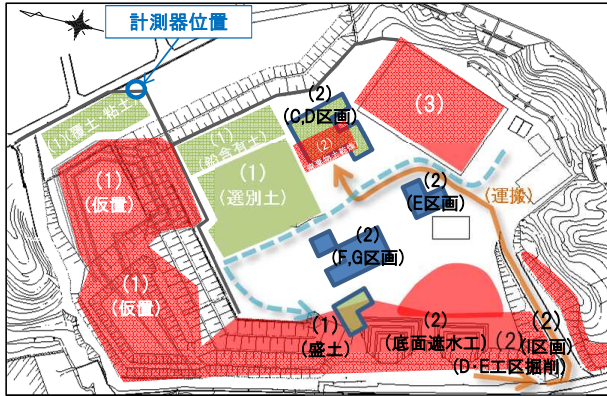 計測器位置
(1)(覆土・粘土)
(1)
(鉛含有土)
(2)
(C,D区画)
(2)
(3)
(1)
(選別土)
(2)
(E区画)
(運搬)
(1)
(仮置)
(2)
(F,G区画)
(1)
(仮置)
(1)
(盛土)
(2)
(底面遮水工)
(2)
(2)
(I区画)
(D・E工区掘削)